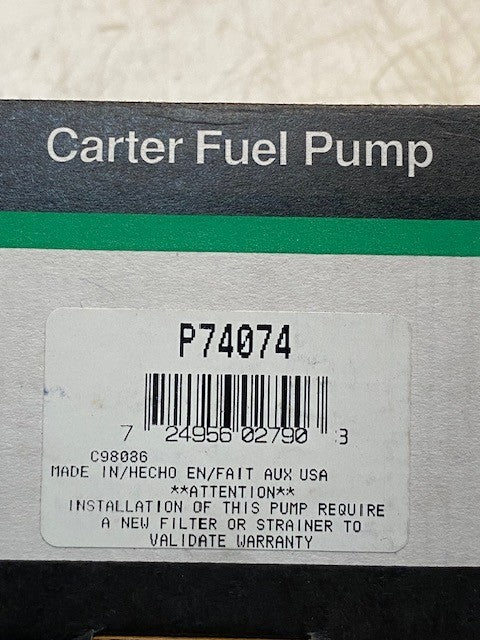 Carter Fuel Pump
P74074
7 24956 02790 3
C98086
MADE IN/HECHO EN/FAIT AUX USA
**ATTENTION**
INSTALLATION OF THIS PUMP REQUIRE
A NEW FILTER OR STRAINER TO
VALIDATE WARRANTY